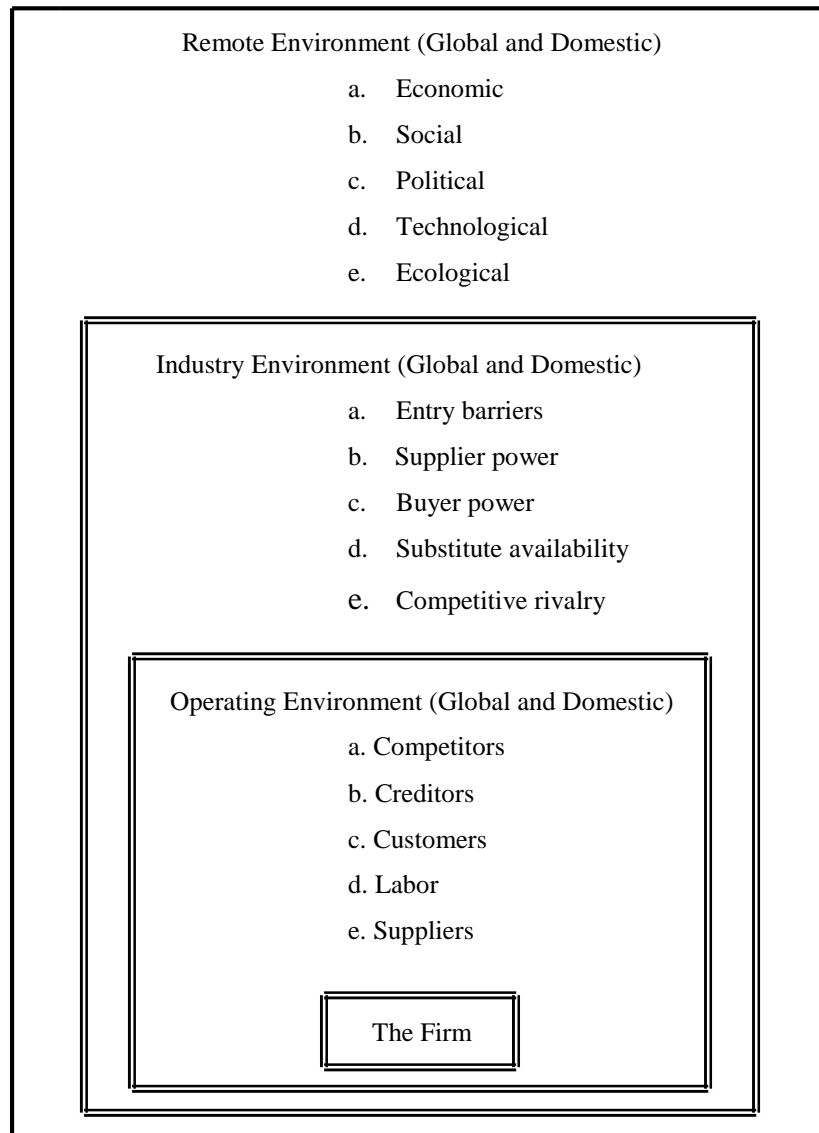 Remote Environment (Global and Domestic)
a. Economic
b. Social
c. Political
d. Technological
e. Ecological
Industry Environment (Global and Domestic)
a. Entry barriers
b. Supplier power
c. Buyer power
d. Substitute availability
e. Competitive rivalry
Operating Environment (Global and Domestic)
a. Competitors
b. Creditors
c. Customers
d. Labor
e. Suppliers
The Firm